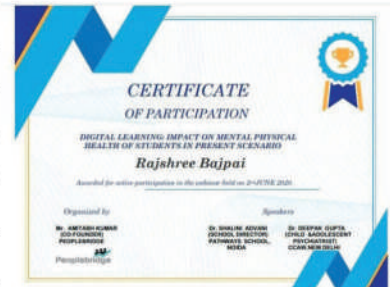 CERTIFICATE
OF PARTICIPATION
DIGITAL LEARNING: IMPACT ON MENTAL PHYSICAL
HEALTH OF STUDENTS IN PRESENT SCENARIO
Rajshree Bajpai
Awarded for active participation in the webinar held on 2nd JUNE 2020
Organized by
Mr. AMITABH KUMAR
(CO-FOUNDER)
PEOPLEBRIDGE
Peoplebridge
Speakers
Dr. SHALINI ADVANI
(SCHOOL DIRECTOR)
PATHWAYS SCHOOL,
NOIDA
Dr. DEEPAK GUPTA
(CHILD &ADOLESCENT
PSYCHIATRIST)
CCAW,NEW DELHI